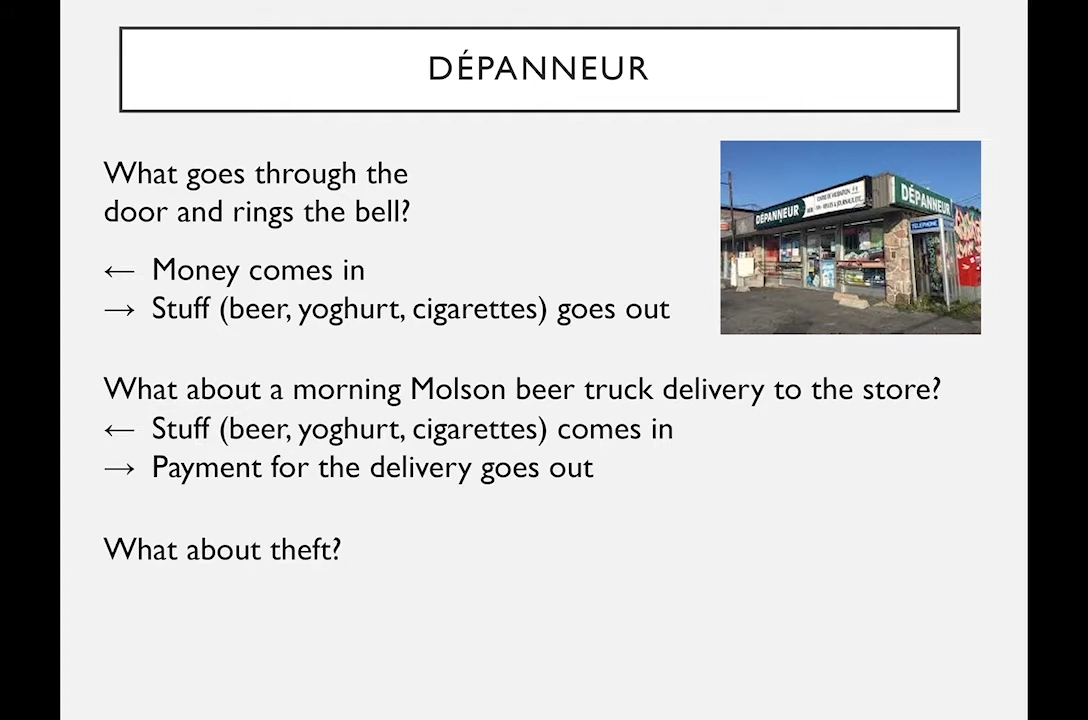 DÉPANNEUR
What goes through the
door and rings the bell?
← Money comes in
→ Stuff (beer, yoghurt, cigarettes) goes out
DÉPANNEUR
DÉPANNEUR
TELEPHONE
What about a morning Molson beer truck delivery to the store?
← Stuff (beer, yoghurt, cigarettes) comes in
→ Payment for the delivery goes out
What about theft?